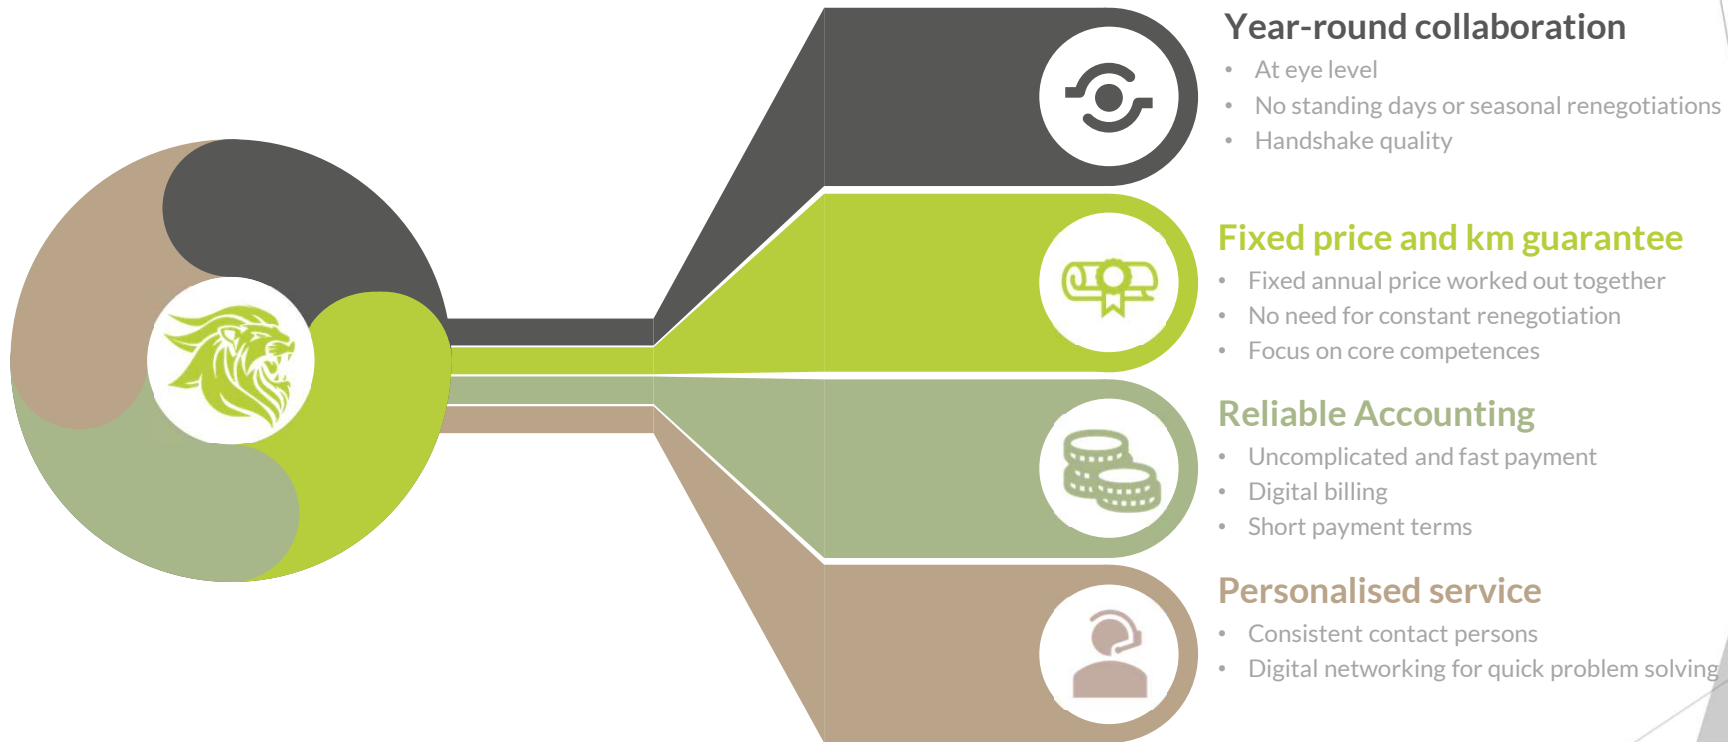 Year-round collaboration
• At eye level
• No standing days or seasonal renegotiations
• Handshake quality
Fixed price and km guarantee
• Fixed annual price worked out together
• No need for constant renegotiation
• Focus on core competences
Reliable Accounting
• Uncomplicated and fast payment
• Digital billing
• Short payment terms
Personalised service
• Consistent contact persons
• Digital networking for quick problem solving